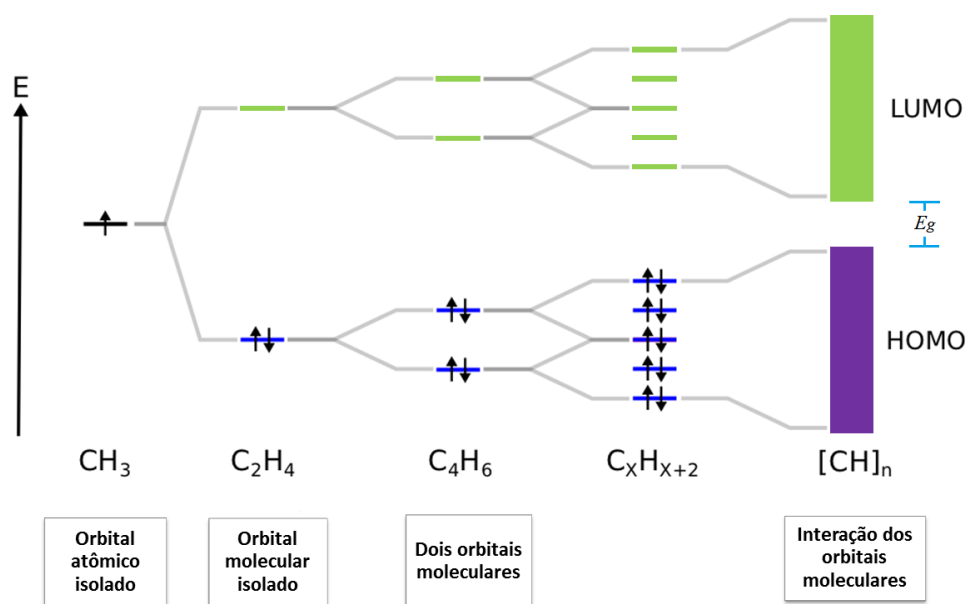 E
LUMO
Eg
HOMO
CH₃
C₂H₄
C₄H₆
CₓHₓ₊₂
[CH]ₙ
Orbital
atômico
isolado
Orbital
molecular
isolado
Dois orbitais
moleculares
Interação dos
orbitais
moleculares